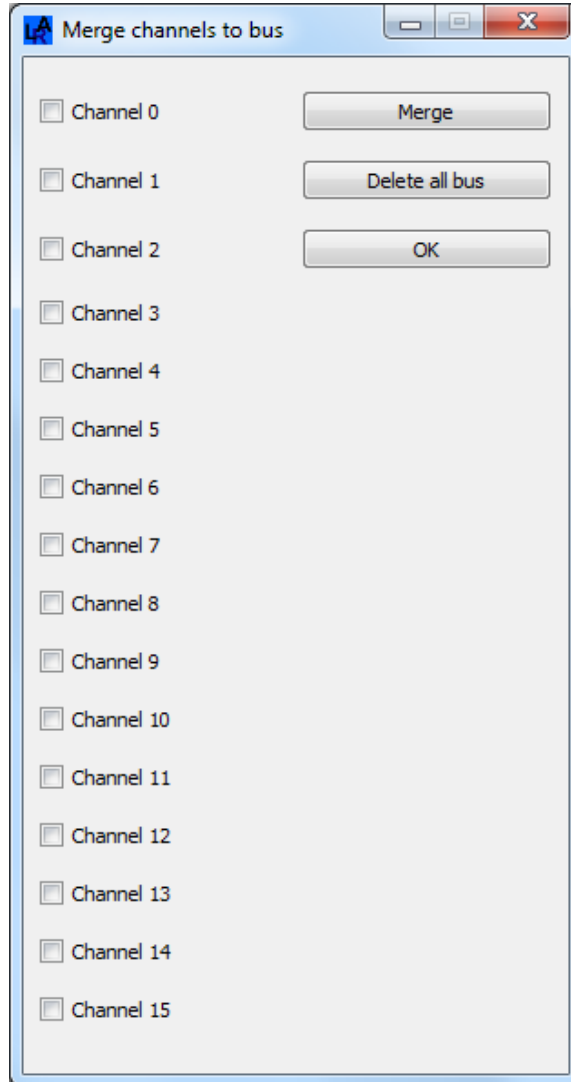 LAR Merge channels to bus
Channel 0 Merge
Channel 1 Delete all bus
Channel 2 OK
Channel 3
Channel 4
Channel 5
Channel 6
Channel 7
Channel 8
Channel 9
Channel 10
Channel 11
Channel 12
Channel 13
Channel 14
Channel 15